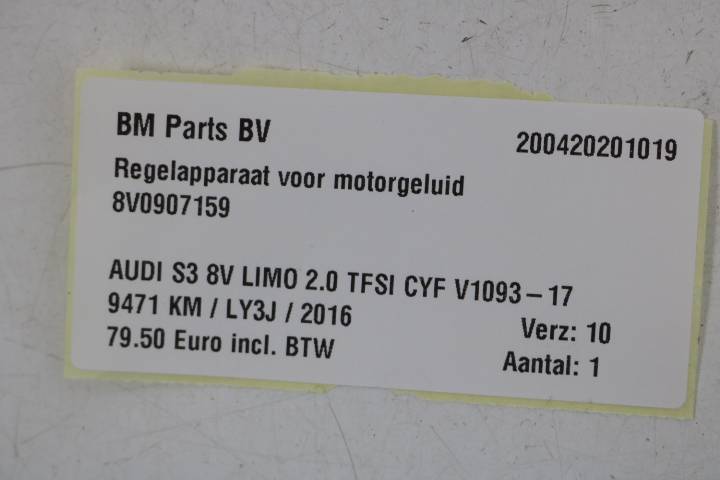 BM Parts BV
200420201019
Regelapparaat voor motorgeluid
8V0907159
AUDI S3 8V LIMO 2.0 TFSI CYF V1093-17
9471 KM / LY3J / 2016
Verz: 10
79.50 Euro incl. BTW
Aantal: 1